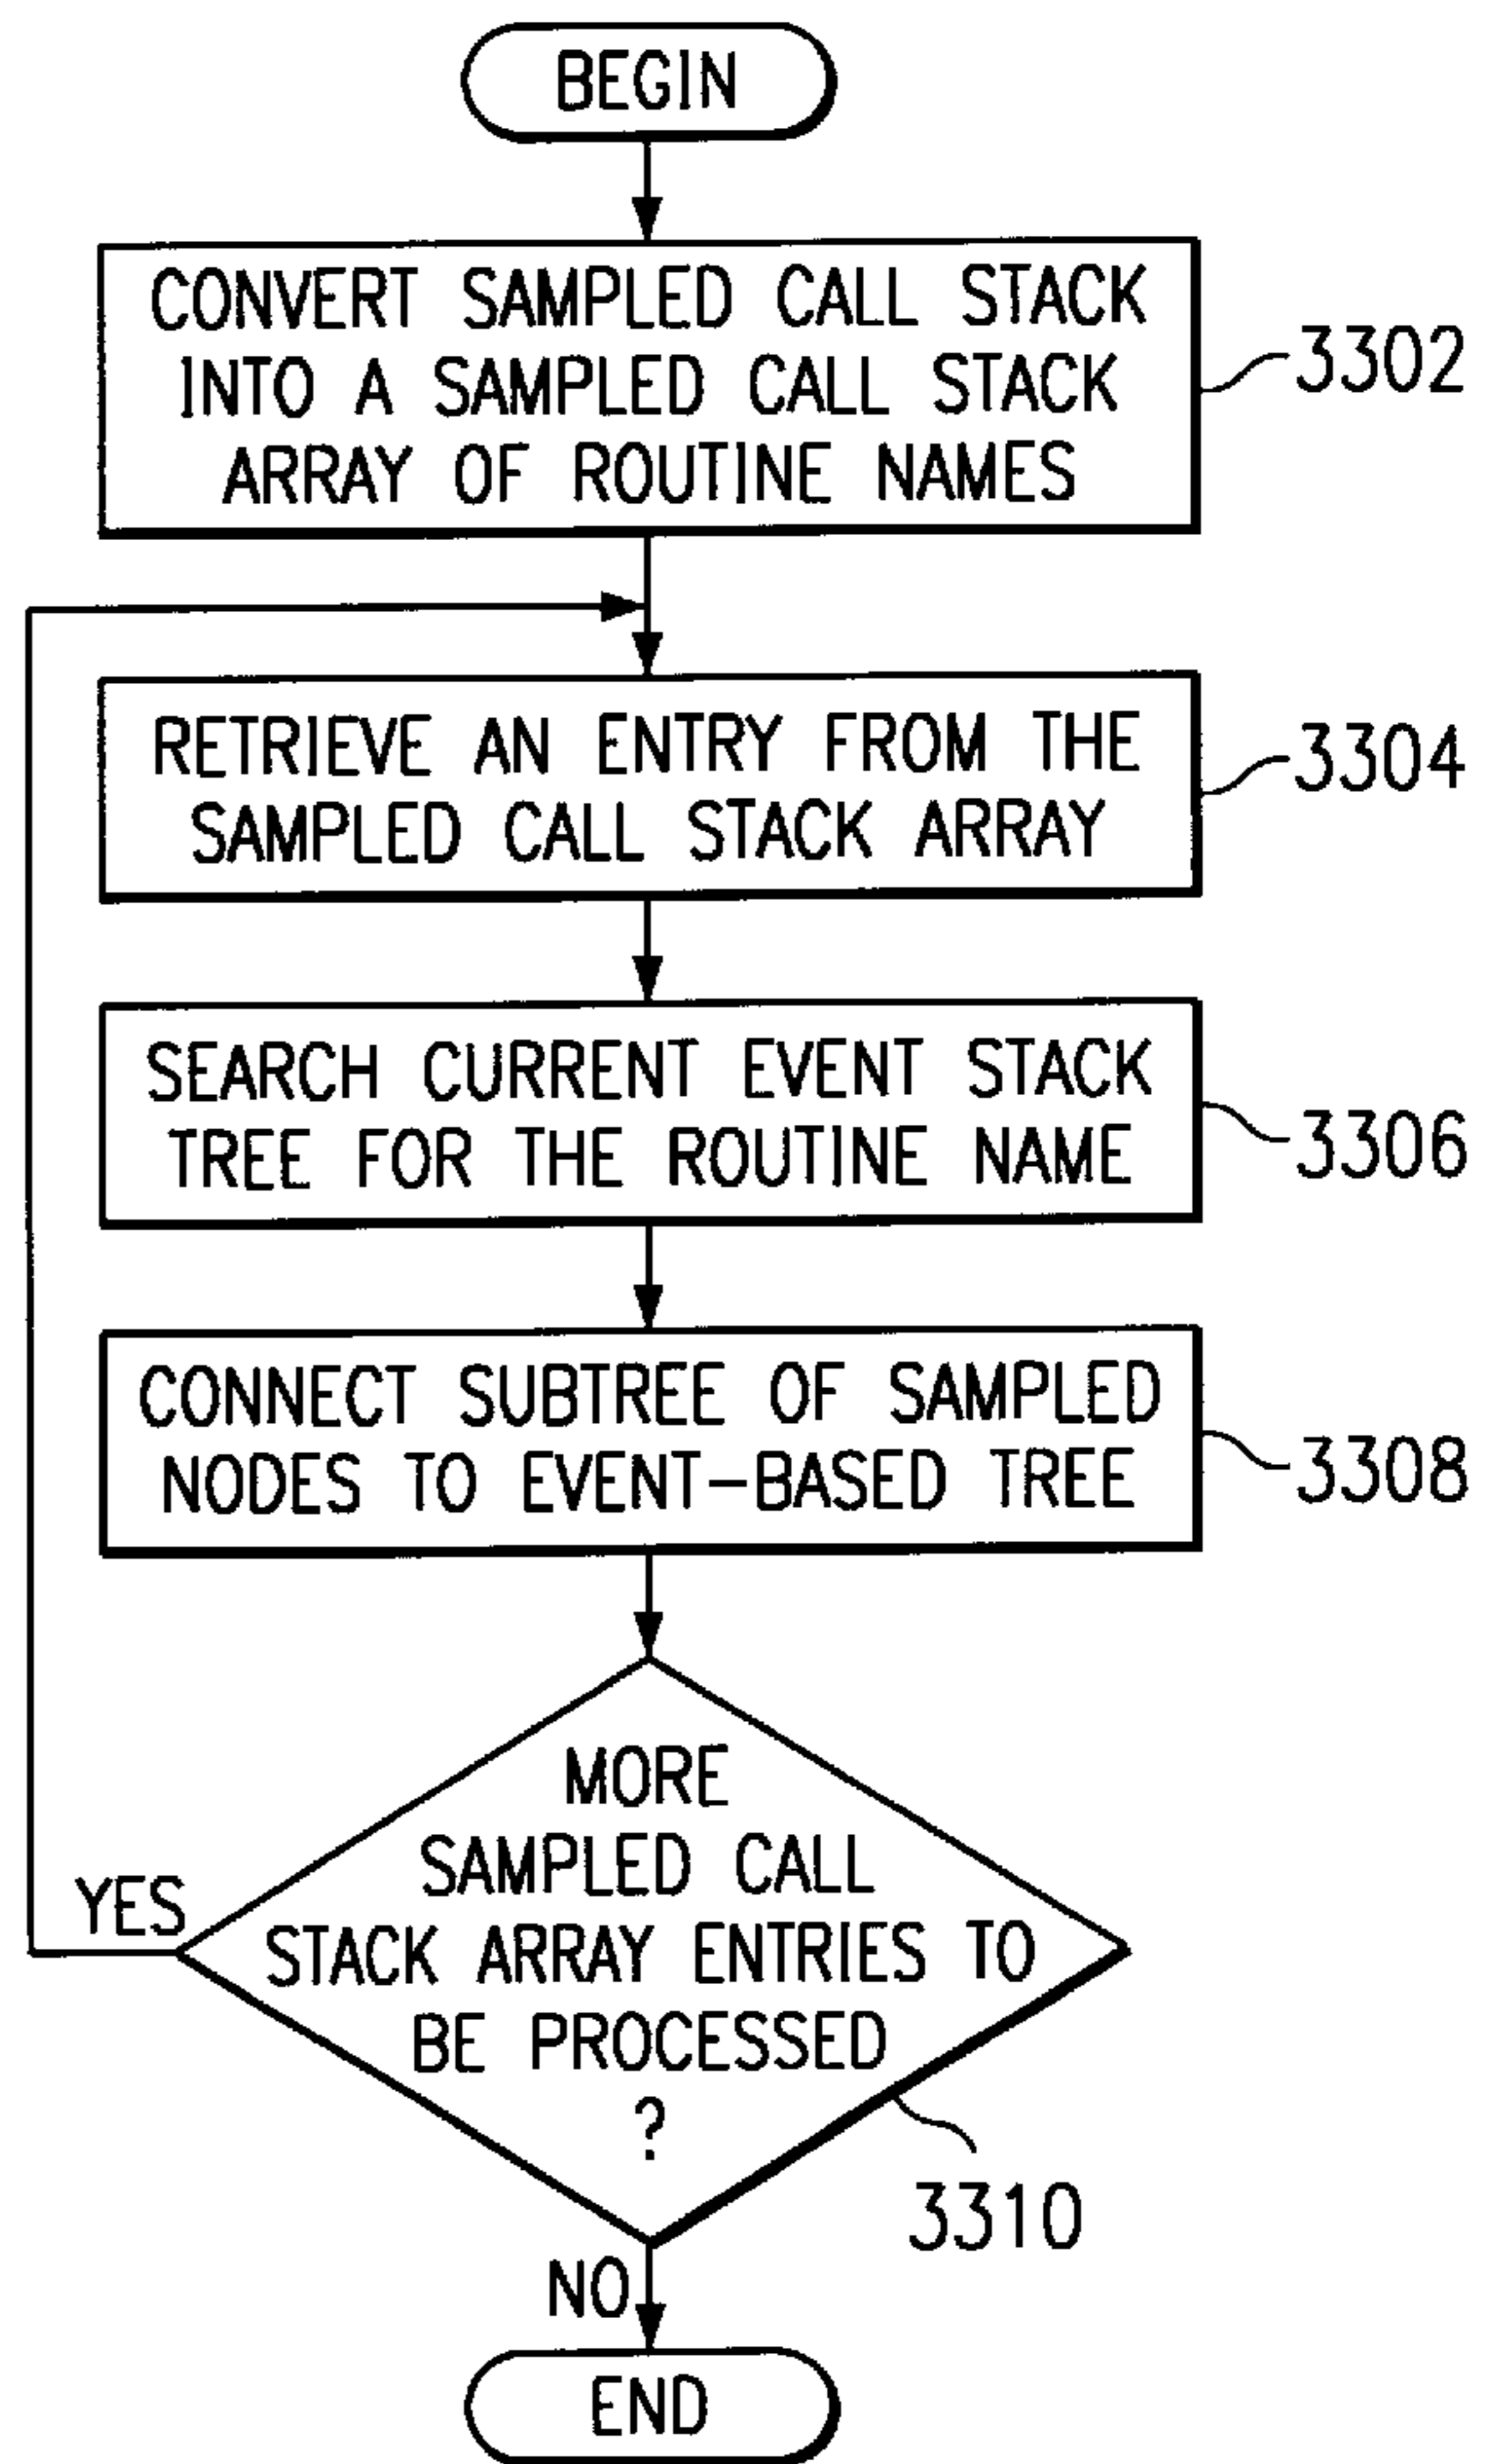 BEGIN
CONVERT SAMPLED CALL STACK
INTO A SAMPLED CALL STACK
ARRAY OF ROUTINE NAMES
3302
RETRIEVE AN ENTRY FROM THE
SAMPLED CALL STACK ARRAY
3304
SEARCH CURRENT EVENT STACK
TREE FOR THE ROUTINE NAME
3306
CONNECT SUBTREE OF SAMPLED
NODES TO EVENT-BASED TREE
3308
MORE
SAMPLED CALL
STACK ARRAY ENTRIES TO
BE PROCESSED
?
YES
3310
NO
END